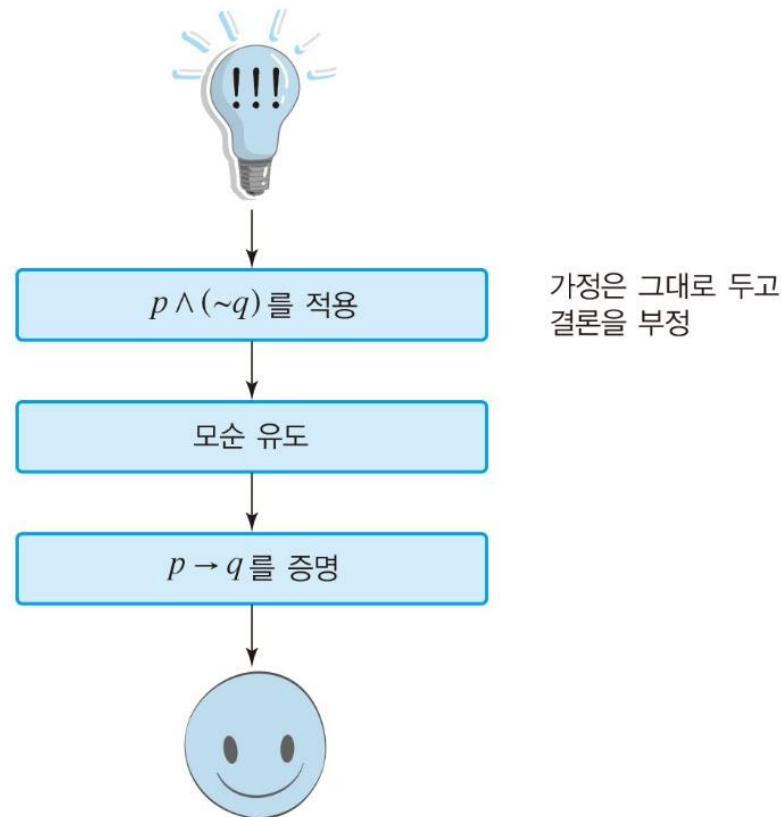 !!!
p ∧ (~q)를 적용
가정은 그대로 두고
결론을 부정
모순 유도
p → q를 증명